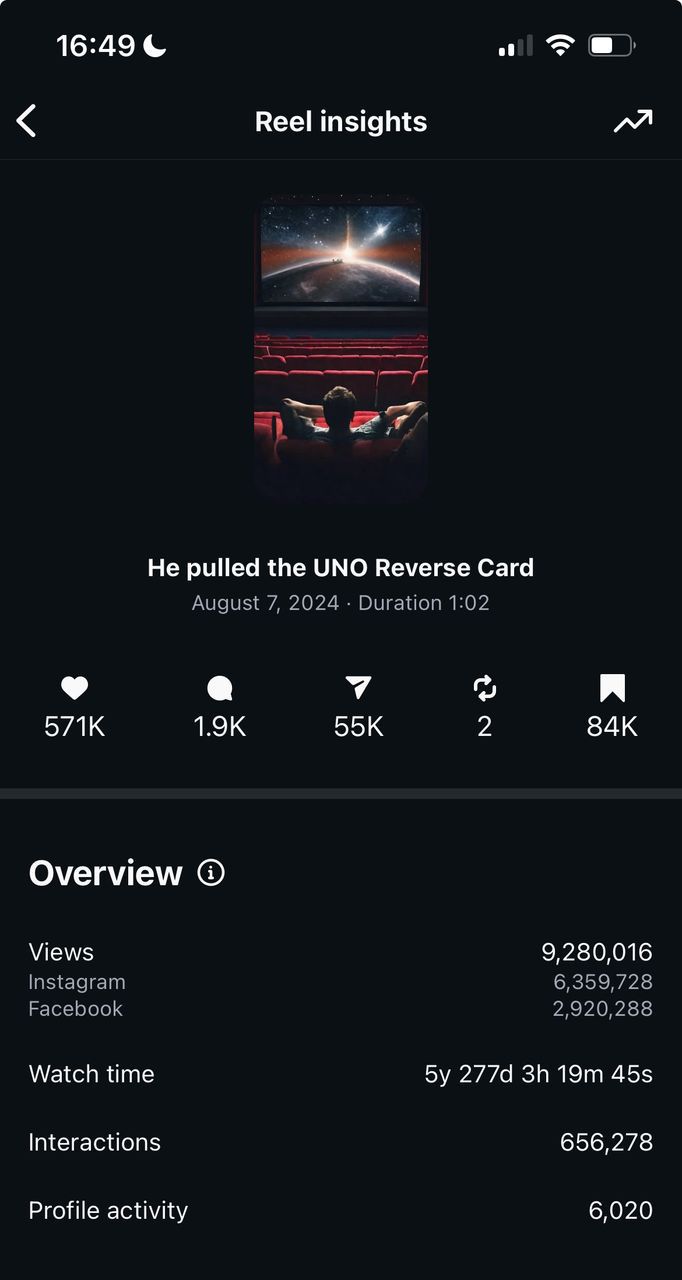 16:49
Reel insights
He pulled the UNO Reverse Card
August 7, 2024 · Duration 1:02
571K 1.9K 55K 2 84K
Overview
Views 9,280,016
Instagram 6,359,728
Facebook 2,920,288
Watch time 5y 277d 3h 19m 45s
Interactions 656,278
Profile activity 6,020